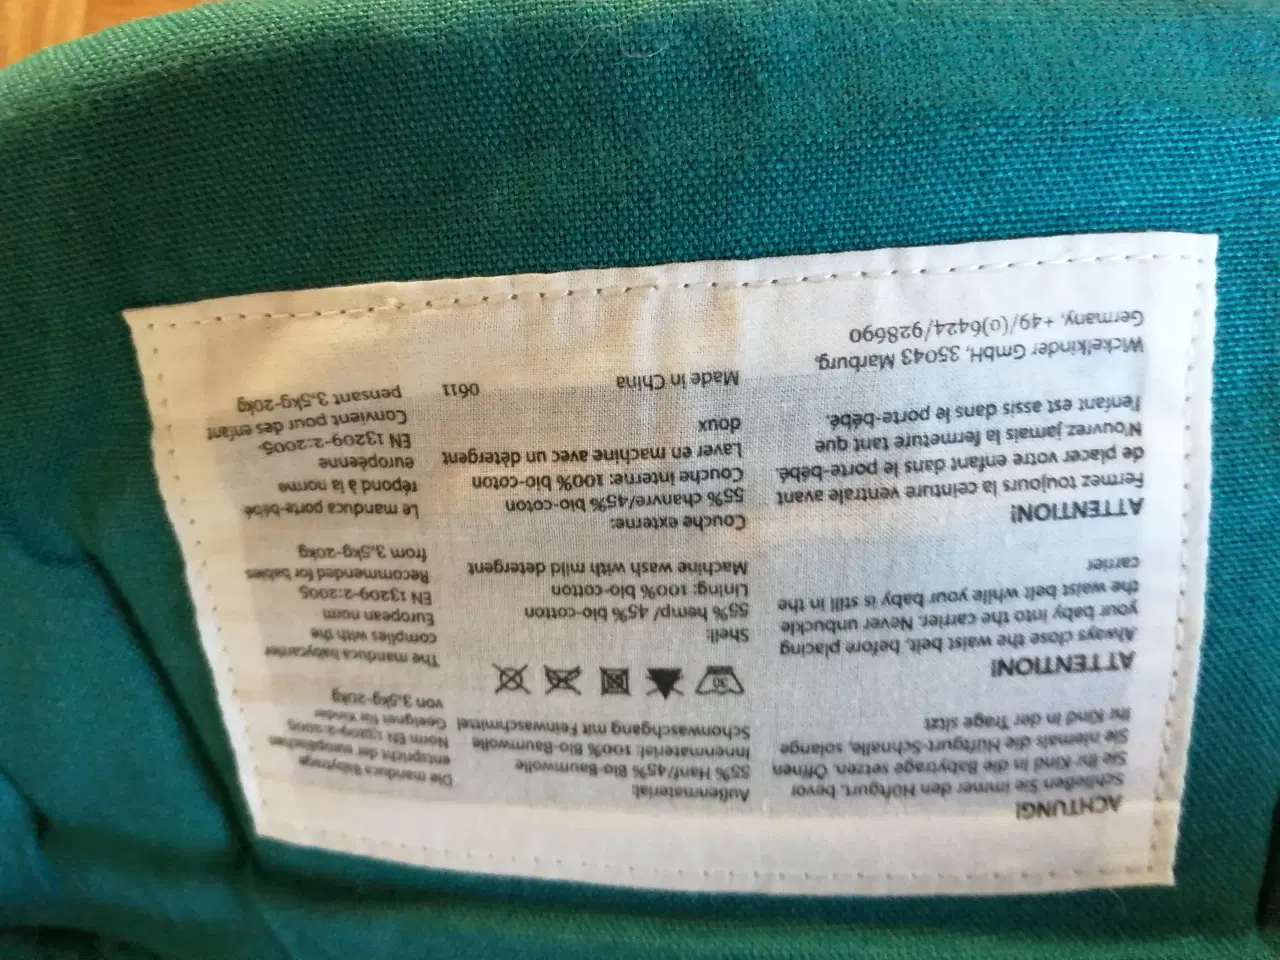 ACHTUNG!
Schließen Sie immer den Hüftgurt, bevor
Sie Ihr Kind in die Babytrage setzen. Öffnen
Sie niemals die Hüftgurt-Schnalle, solange
Ihr Kind in der Trage sitzt
ATTENTION!
Always close the waist belt, before placing
your baby into the carrier. Never unbuckle
the waist belt while your baby is still in the
carrier
ATTENTION!
Fermez toujours la ceinture ventrale avant
de placer votre enfant dans le porte-bébé.
N'ouvrez jamais la fermeture tant que
l'enfant est assis dans le porte-bébé.
Wickelkinder GmbH, 35043 Marburg,
Germany, +49/(0)6424/928690
Außenmaterial:
55% Hanf/45% Bio-Baumwolle
Innenmaterial: 100% Bio-Baumwolle
Schonwaschgang mit Feinwaschmittel
30
Shell:
55% hemp/ 45% bio-cotton
Lining: 100% bio-cotton
Machine wash with mild detergent
Couche externe:
55% chanvre/45% bio-coton
Couche interne: 100% bio-coton
Laver en machine avec un détergent
doux
Made in China 0611
Die manduca Babytrage
entspricht der europäischen
Norm EN 13209-2:2005
Geeignet für Kinder
von 3,5kg-20kg
The manduca babycarrier
complies with the
European norm
EN 13209-2:2005
Recommended for babies
from 3,5kg-20kg
Le manduca porte-bébé
répond à la norme
européenne
EN 13209-2:2005.
Convient pour des enfant
pensant 3,5kg-20kg